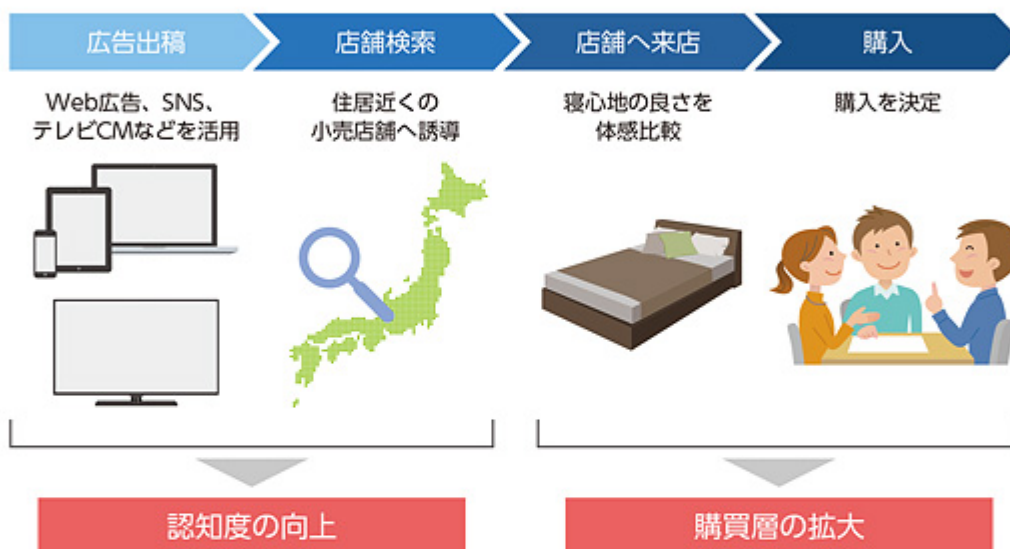 広告出稿
店舗検索
店舗へ来店
購入
Web広告、SNS、
テレビCMなどを活用
住居近くの
小売店舗へ誘導
寝心地の良さを
体感比較
購入を決定
認知度の向上
購買層の拡大